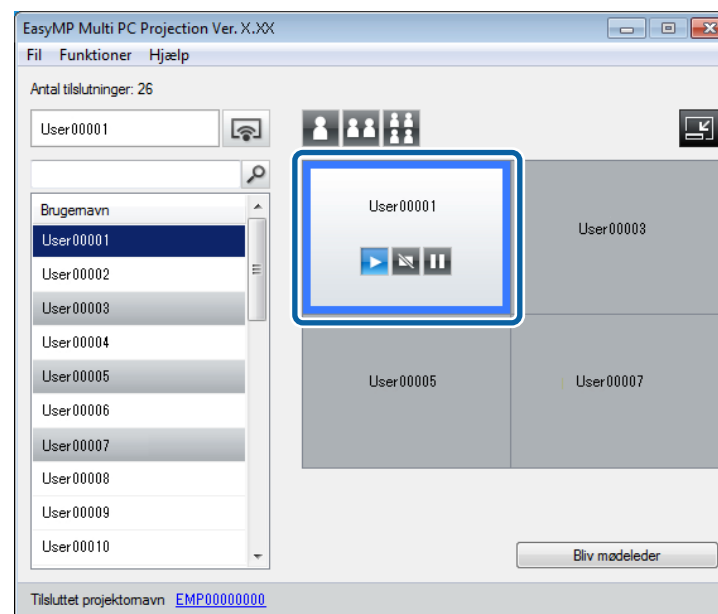 EasyMP Multi PC Projection Ver. X.XX
Fil Funktioner Hjælp
Antal tilslutninger: 26
User00001
Brugernavn
User00001
User00002
User00003
User00004
User00005
User00006
User00007
User00008
User00009
User00010
User00001
User00003
User00005
User00007
Bliv mødeleder
Tilsluttet projektornavn EMP00000000